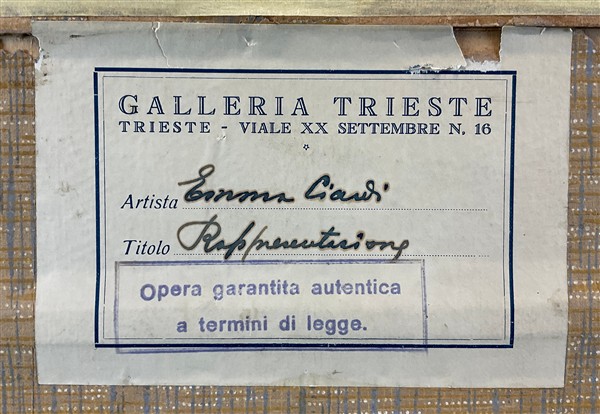 GALLERIA TRIESTE
TRIESTE - VIALE XX SETTEMBRE N. 16
Artista Emma Ciardi
Titolo Rappresentazione
Opera garantita autentica
a termini di legge.